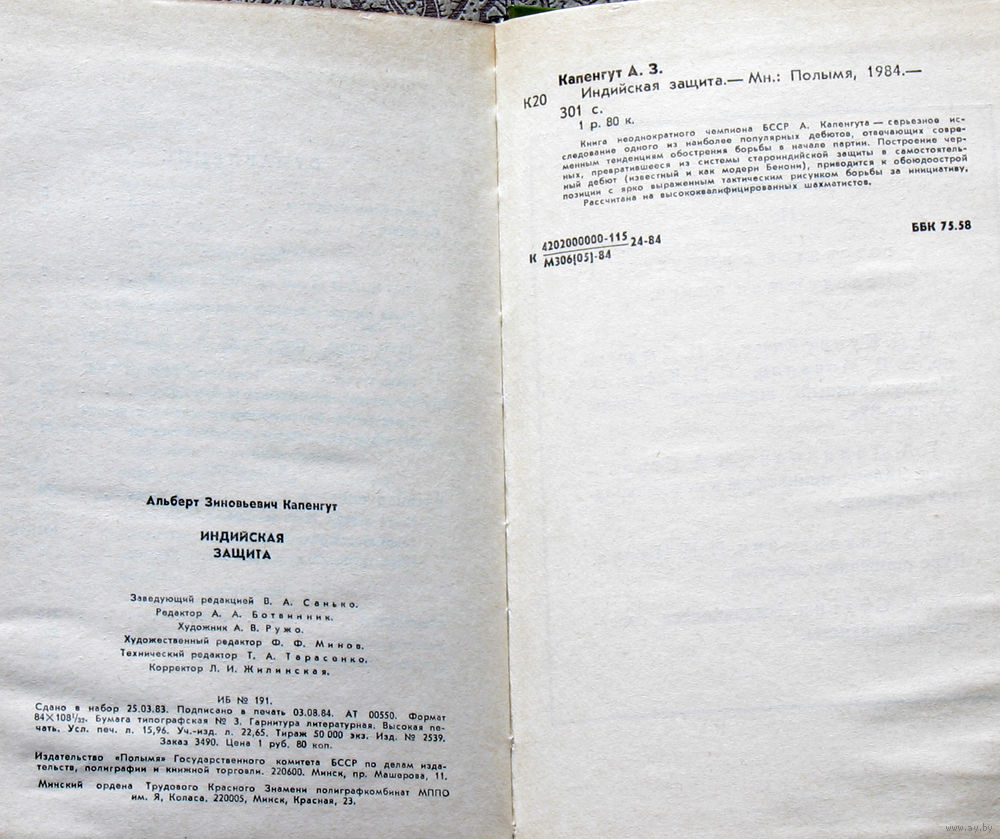 Альберт Зиновьевич Капенгут
ИНДИЙСКАЯ
ЗАЩИТА
Заведующий редакцией В. А. Санько.
Редактор А. А. Ботвинник.
Художник А. В. Ружо.
Художественный редактор Ф. Ф. Минов.
Технический редактор Т. А. Тарасенко.
Корректор Л. И. Жилинская.
ИБ № 191.
Сдано в набор 25.03.83. Подписано в печать 03.08.84. АТ 00550. Формат
84×108¹/₃₂. Бумага типографская № 3. Гарнитура литературная. Высокая пе-
чать. Усл. печ. л. 15,96. Уч.-изд. л. 22,65. Тираж 50 000 экз. Изд. № 2539.
Заказ 3490. Цена 1 руб. 80 коп.
Издательство «Полымя» Государственного комитета БССР по делам изда-
тельств, полиграфии и книжной торговли. 220600. Минск, пр. Машерова, 11.
Минский ордена Трудового Красного Знамени полиграфкомбинат МППО
им. Я, Коласа. 220005, Минск, Красная, 23.
Капенгут А. З.
К20 Индийская защита.— Мн.: Полымя, 1984.—
301 с.
1 р. 80 к.
Книга неоднократного чемпиона БССР А. Капенгута — серьезное ис-
следование одного из наиболее популярных дебютов, отвечающих совре-
менным тенденциям обострения борьбы в начале партии. Построение чер-
ных, превратившееся из системы староиндийской защиты в самостоятель-
ный дебют (известный и как модерн Бенони), приводится к обоюдоострой
позиции с ярко выраженным тактическим рисунком борьбы за инициативу.
Рассчитана на высококвалифицированных шахматистов.
К 4202000000-115 24-84
М306[05]-84
ББК 75.58
www.ay.by